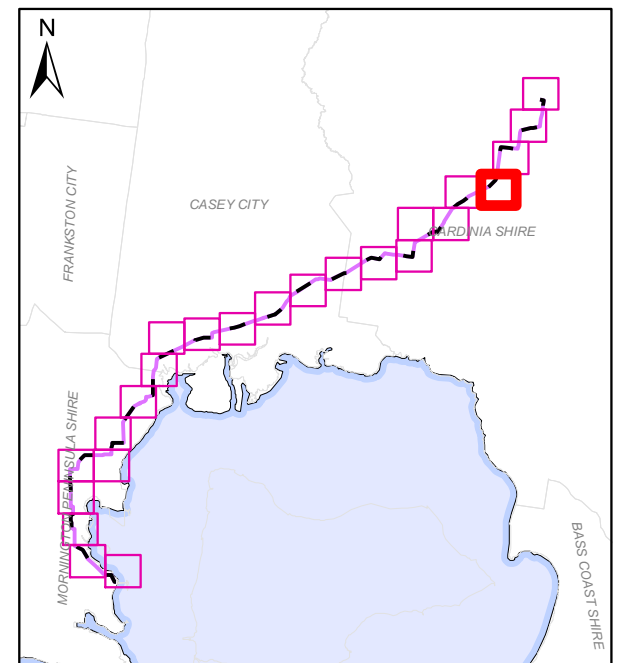 N
CASEY CITY
FRANKSTON CITY
CARDINIA SHIRE
MORNINGTON PENINSULA SHIRE
BASS COAST SHIRE